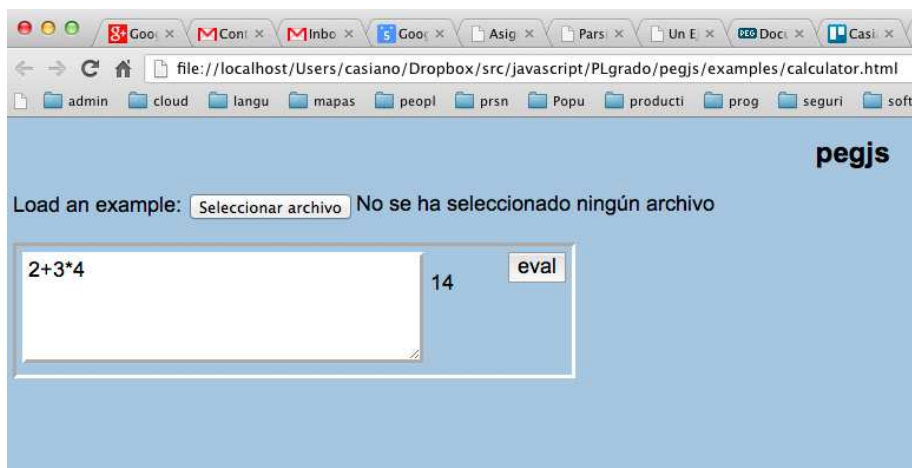 Goo Cont Inbo Goog Asig Parsi Un E Docu Casi
file://localhost/Users/casiano/Dropbox/src/javascript/PLgrado/pegjs/examples/calculator.html
admin cloud langu mapas peopl prsn Popu producti prog seguri soft
pegjs
Load an example: Seleccionar archivo No se ha seleccionado ningún archivo
2+3*4 14 eval